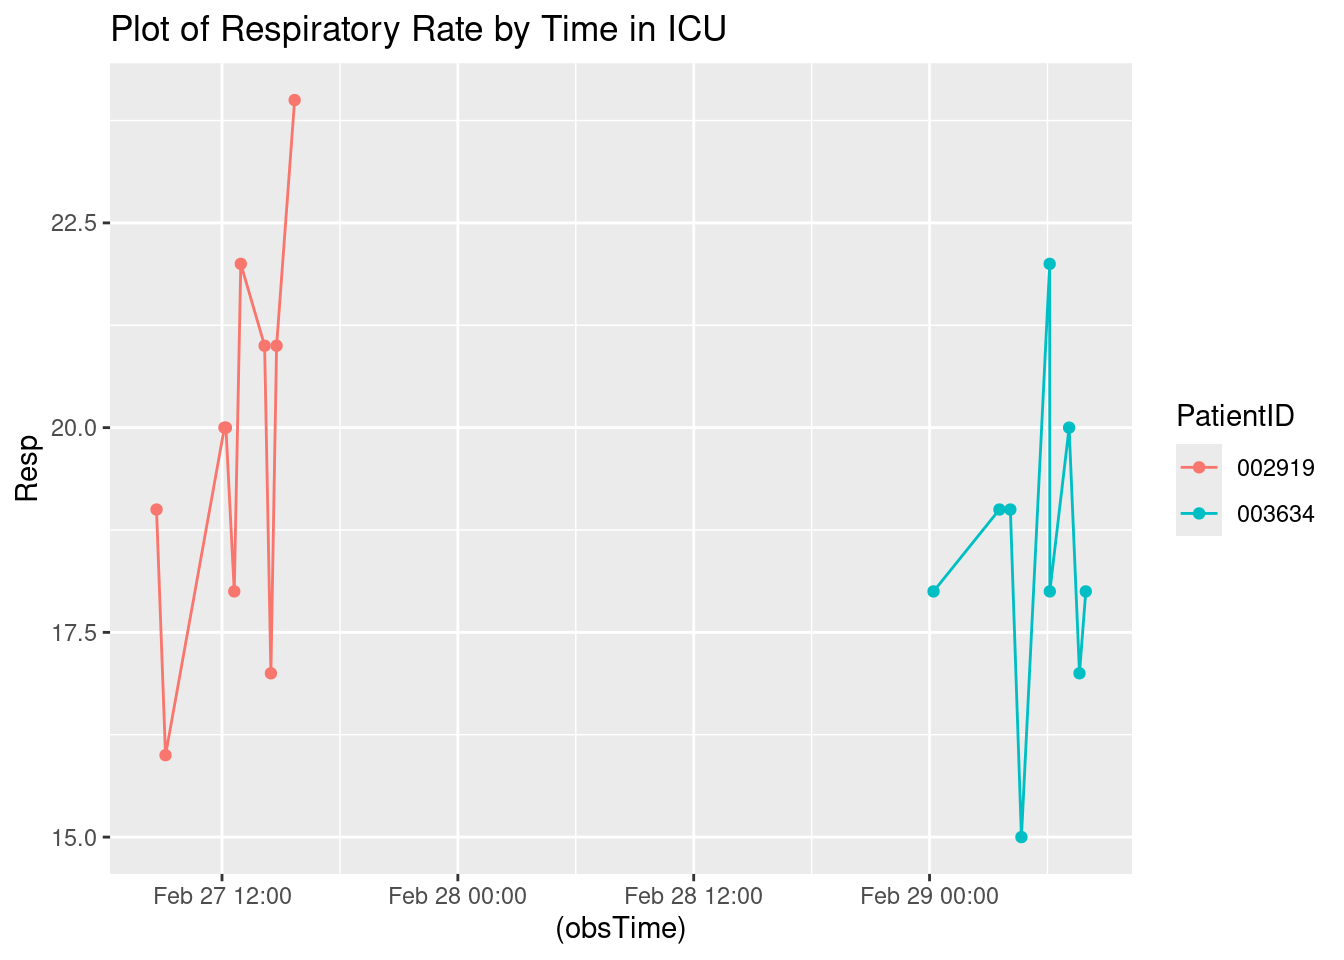 Plot of Respiratory Rate by Time in ICU
22.5
20.0
17.5
15.0
Resp
Feb 27 12:00
Feb 28 00:00
Feb 28 12:00
Feb 29 00:00
(obsTime)
PatientID
002919
003634